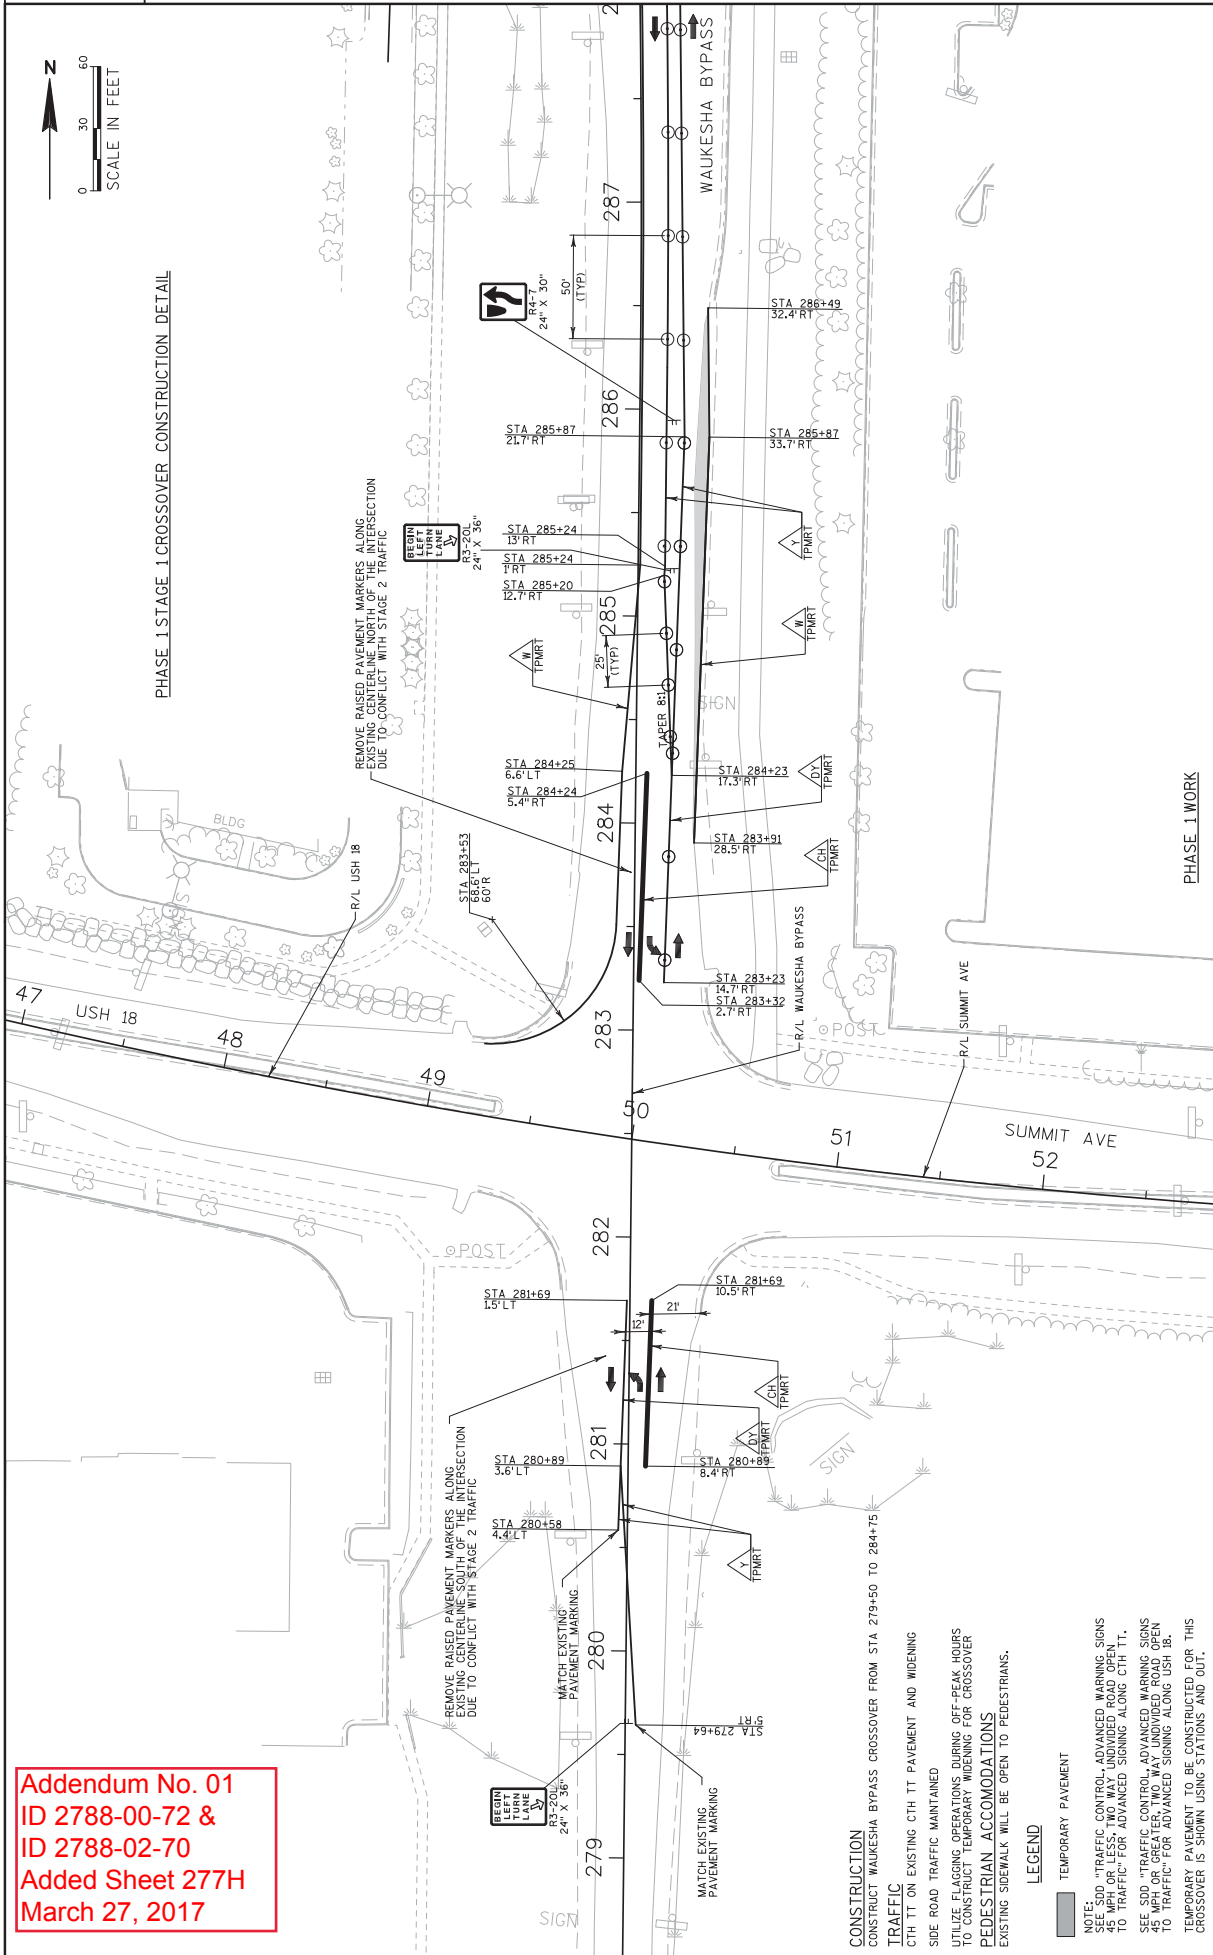 PHASE 1 STAGE 1 CROSSOVER CONSTRUCTION DETAIL
N
0 30 60
SCALE IN FEET
REMOVE RAISED PAVEMENT MARKERS ALONG
EXISTING CENTERLINE NORTH OF THE INTERSECTION
DUE TO CONFLICT WITH STAGE 2 TRAFFIC
BEGIN
LEFT
TURN
LANE
R3-20L
24" X 36"
R4-7
24" X 30"
50'
(TYP)
25'
(TYP)
WAUKESHA BYPASS
287
286
285
284
283
282
281
280
279
STA 286+49
32.4' RT
STA 285+87
21.7' RT
STA 285+87
33.7' RT
STA 285+24
13' RT
STA 285+24
1' RT
STA 285+20
12.7' RT
Y
TPMRT
W
TPMRT
W
TPMRT
TAPER 8:1
SIGN
STA 284+25
6.6' LT
STA 284+24
5.4" RT
STA 284+23
17.3' RT
DY
TPMRT
STA 283+91
28.5' RT
CH
TPMRT
STA 283+53
68.6' LT
60' R
STA 283+23
14.7' RT
STA 283+32
2.7' RT
BLDG
R/L USH 18
R/L WAUKESHA BYPASS
R/L SUMMIT AVE
POST
47
USH 18
48
49
50
51
SUMMIT AVE
52
POST
STA 281+69
1.5' LT
STA 281+69
10.5' RT
21'
12'
CH
TPMRT
DY
TPMRT
SIGN
STA 280+89
3.6' LT
STA 280+89
8.4' RT
STA 280+58
4.4' LT
Y
TPMRT
REMOVE RAISED PAVEMENT MARKERS ALONG
EXISTING CENTERLINE SOUTH OF THE INTERSECTION
DUE TO CONFLICT WITH STAGE 2 TRAFFIC
MATCH EXISTING
PAVEMENT MARKING
STA 279+64
5' RT
BEGIN
LEFT
TURN
LANE
R3-20L
24" X 36"
MATCH EXISTING
PAVEMENT MARKING
SIGN
PHASE 1 WORK
CONSTRUCTION
CONSTRUCT WAUKESHA BYPASS CROSSOVER FROM STA 279+50 TO 284+75
TRAFFIC
CTH TT ON EXISTING CTH TT PAVEMENT AND WIDENING
SIDE ROAD TRAFFIC MAINTAINED
UTILIZE FLAGGING OPERATIONS DURING OFF-PEAK HOURS
TO CONSTRUCT TEMPORARY WIDENING FOR CROSSOVER
PEDESTRIAN ACCOMODATIONS
EXISTING SIDEWALK WILL BE OPEN TO PEDESTRIANS.
LEGEND
TEMPORARY PAVEMENT
NOTE:
SEE SDD "TRAFFIC CONTROL, ADVANCED WARNING SIGNS
45 MPH OR LESS, TWO WAY UNDIVIDED ROAD OPEN
TO TRAFFIC" FOR ADVANCED SIGNING ALONG CTH TT.
SEE SDD "TRAFFIC CONTROL, ADVANCED WARNING SIGNS
45 MPH OR GREATER, TWO WAY UNDIVIDED ROAD OPEN
TO TRAFFIC" FOR ADVANCED SIGNING ALONG USH 18.
TEMPORARY PAVEMENT TO BE CONSTRUCTED FOR THIS
CROSSOVER IS SHOWN USING STATIONS AND OUT.
Addendum No. 01
ID 2788-00-72 &
ID 2788-02-70
Added Sheet 277H
March 27, 2017